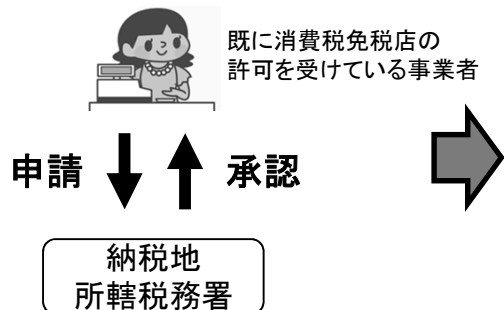 既に消費税免税店の
許可を受けている事業者
申請
承認
納税地
所轄税務署